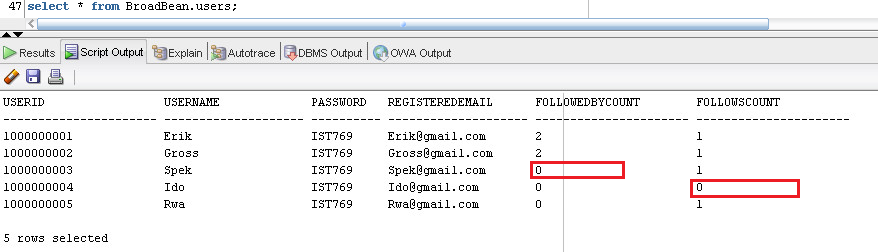 47 select * from BroadBean.users;
Results Script Output Explain Autotrace DBMS Output OWA Output
USERID USERNAME PASSWORD REGISTEREDEMAIL FOLLOWEDBYCOUNT FOLLOWSCOUNT
---------------------- -------------------- ---------- -------------------- ---------------------- ----------------------
1000000001 Erik IST769 Erik@gmail.com 2 1
1000000002 Gross IST769 Gross@gmail.com 2 1
1000000003 Spek IST769 Spek@gmail.com 0 1
1000000004 Ido IST769 Ido@gmail.com 0 0
1000000005 Rwa IST769 Rwa@gmail.com 0 1
5 rows selected